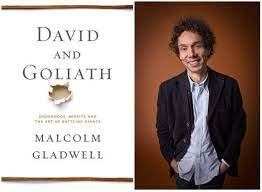 DAVID
AND
GOLIATH
UNDERDOGS, MISFITS AND
THE ART OF BATTLING GIANTS
MALCOLM
GLADWELL